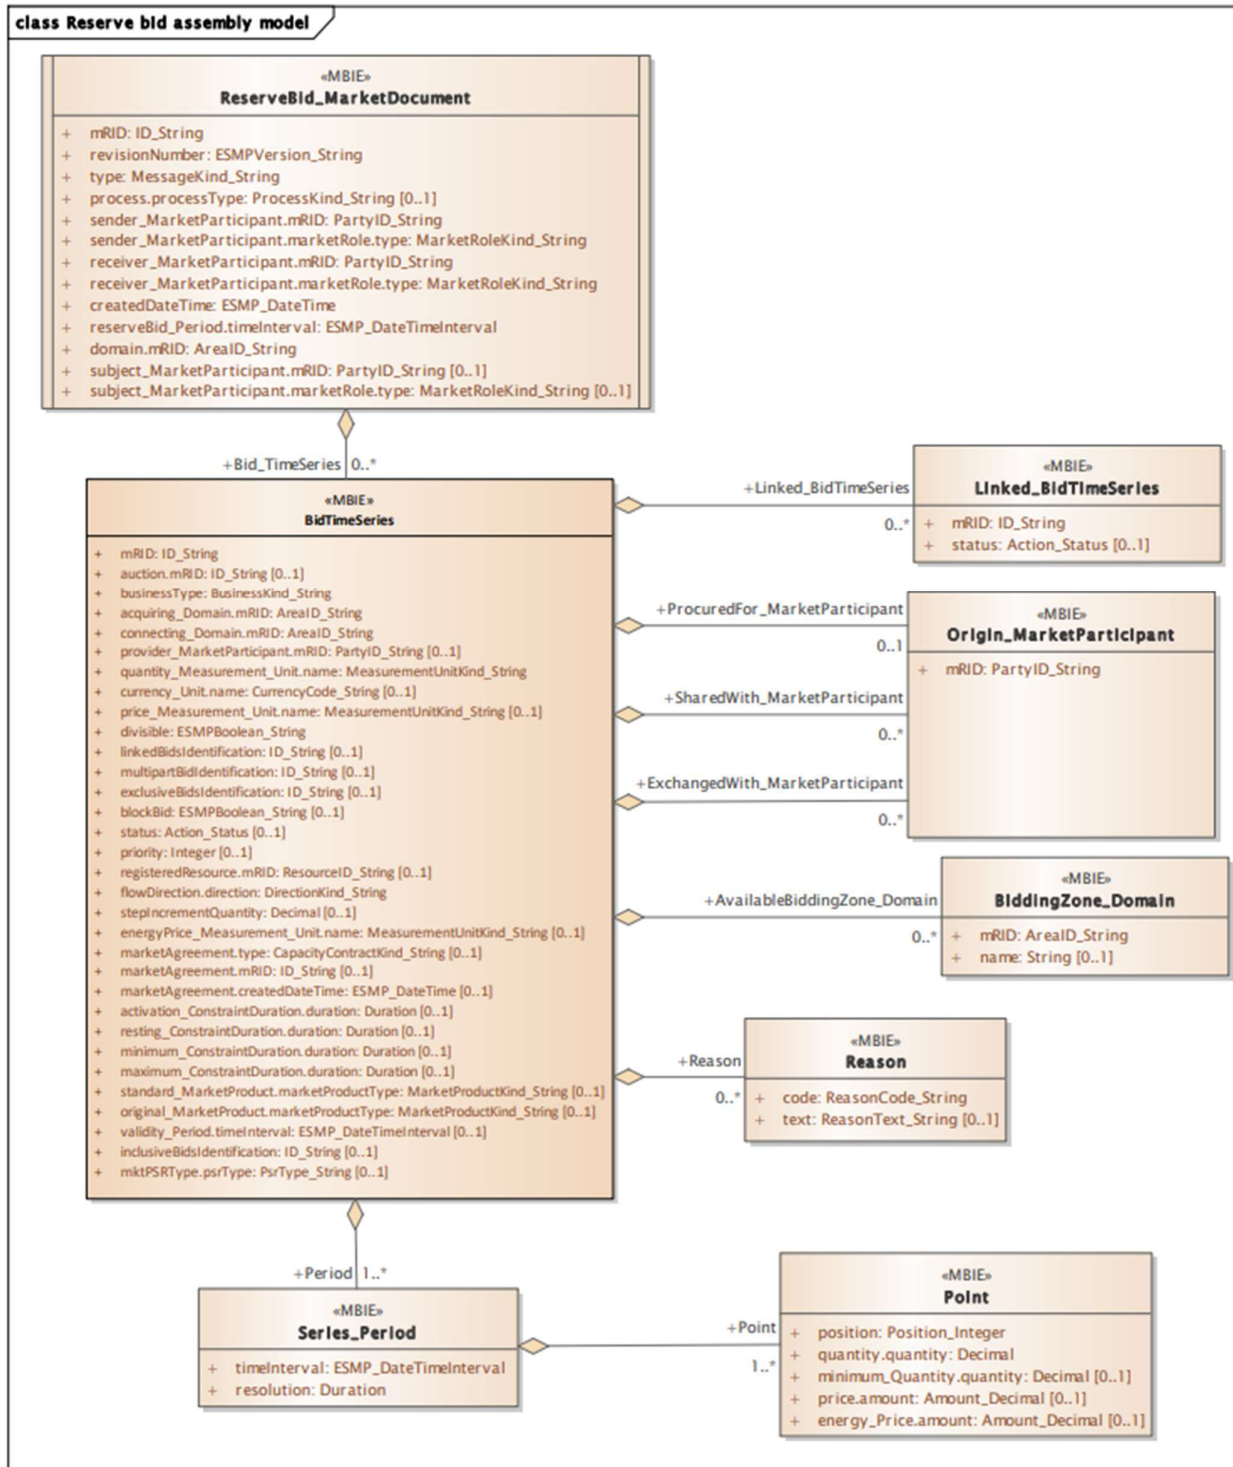 class Reserve bid assembly model
«MBIE»
ReserveBid_MarketDocument
+ mRID: ID_String
+ revisionNumber: ESMPVersion_String
+ type: MessageKind_String
+ process.processType: ProcessKind_String [0..1]
+ sender_MarketParticipant.mRID: PartyID_String
+ sender_MarketParticipant.marketRole.type: MarketRoleKind_String
+ receiver_MarketParticipant.mRID: PartyID_String
+ receiver_MarketParticipant.marketRole.type: MarketRoleKind_String
+ createdDateTime: ESMP_DateTime
+ reserveBid_Period.timeInterval: ESMP_DateTimeInterval
+ domain.mRID: AreaID_String
+ subject_MarketParticipant.mRID: PartyID_String [0..1]
+ subject_MarketParticipant.marketRole.type: MarketRoleKind_String [0..1]
+Bid_TimeSeries 0..*
«MBIE»
BidTimeSeries
+ mRID: ID_String
+ auction.mRID: ID_String [0..1]
+ businessType: BusinessKind_String
+ acquiring_Domain.mRID: AreaID_String
+ connecting_Domain.mRID: AreaID_String
+ provider_MarketParticipant.mRID: PartyID_String [0..1]
+ quantity_Measurement_Unit.name: MeasurementUnitKind_String
+ currency_Unit.name: CurrencyCode_String [0..1]
+ price_Measurement_Unit.name: MeasurementUnitKind_String [0..1]
+ divisible: ESMPBoolean_String
+ linkedBidsIdentification: ID_String [0..1]
+ multipartBidIdentification: ID_String [0..1]
+ exclusiveBidsIdentification: ID_String [0..1]
+ blockBid: ESMPBoolean_String [0..1]
+ status: Action_Status [0..1]
+ priority: Integer [0..1]
+ registeredResource.mRID: ResourceID_String [0..1]
+ flowDirection.direction: DirectionKind_String
+ stepIncrementQuantity: Decimal [0..1]
+ energyPrice_Measurement_Unit.name: MeasurementUnitKind_String [0..1]
+ marketAgreement.type: CapacityContractKind_String [0..1]
+ marketAgreement.mRID: ID_String [0..1]
+ marketAgreement.createdDateTime: ESMP_DateTime [0..1]
+ activation_ConstraintDuration.duration: Duration [0..1]
+ resting_ConstraintDuration.duration: Duration [0..1]
+ minimum_ConstraintDuration.duration: Duration [0..1]
+ maximum_ConstraintDuration.duration: Duration [0..1]
+ standard_MarketProduct.marketProductType: MarketProductKind_String [0..1]
+ original_MarketProduct.marketProductType: MarketProductKind_String [0..1]
+ validity_Period.timeInterval: ESMP_DateTimeInterval [0..1]
+ inclusiveBidsIdentification: ID_String [0..1]
+ mktPSRType.psrType: PsrType_String [0..1]
+Linked_BidTimeSeries
0..*
«MBIE»
Linked_BidTimeSeries
+ mRID: ID_String
+ status: Action_Status [0..1]
+ProcuredFor_MarketParticipant
0..1
+SharedWith_MarketParticipant
0..*
+ExchangedWith_MarketParticipant
0..*
«MBIE»
Origin_MarketParticipant
+ mRID: PartyID_String
+AvailableBiddingZone_Domain
0..*
«MBIE»
BiddingZone_Domain
+ mRID: AreaID_String
+ name: String [0..1]
+Reason
0..*
«MBIE»
Reason
+ code: ReasonCode_String
+ text: ReasonText_String [0..1]
+Period 1..*
«MBIE»
Series_Period
+ timeInterval: ESMP_DateTimeInterval
+ resolution: Duration
+Point
1..*
«MBIE»
Point
+ position: Position_Integer
+ quantity.quantity: Decimal
+ minimum_Quantity.quantity: Decimal [0..1]
+ price.amount: Amount_Decimal [0..1]
+ energy_Price.amount: Amount_Decimal [0..1]